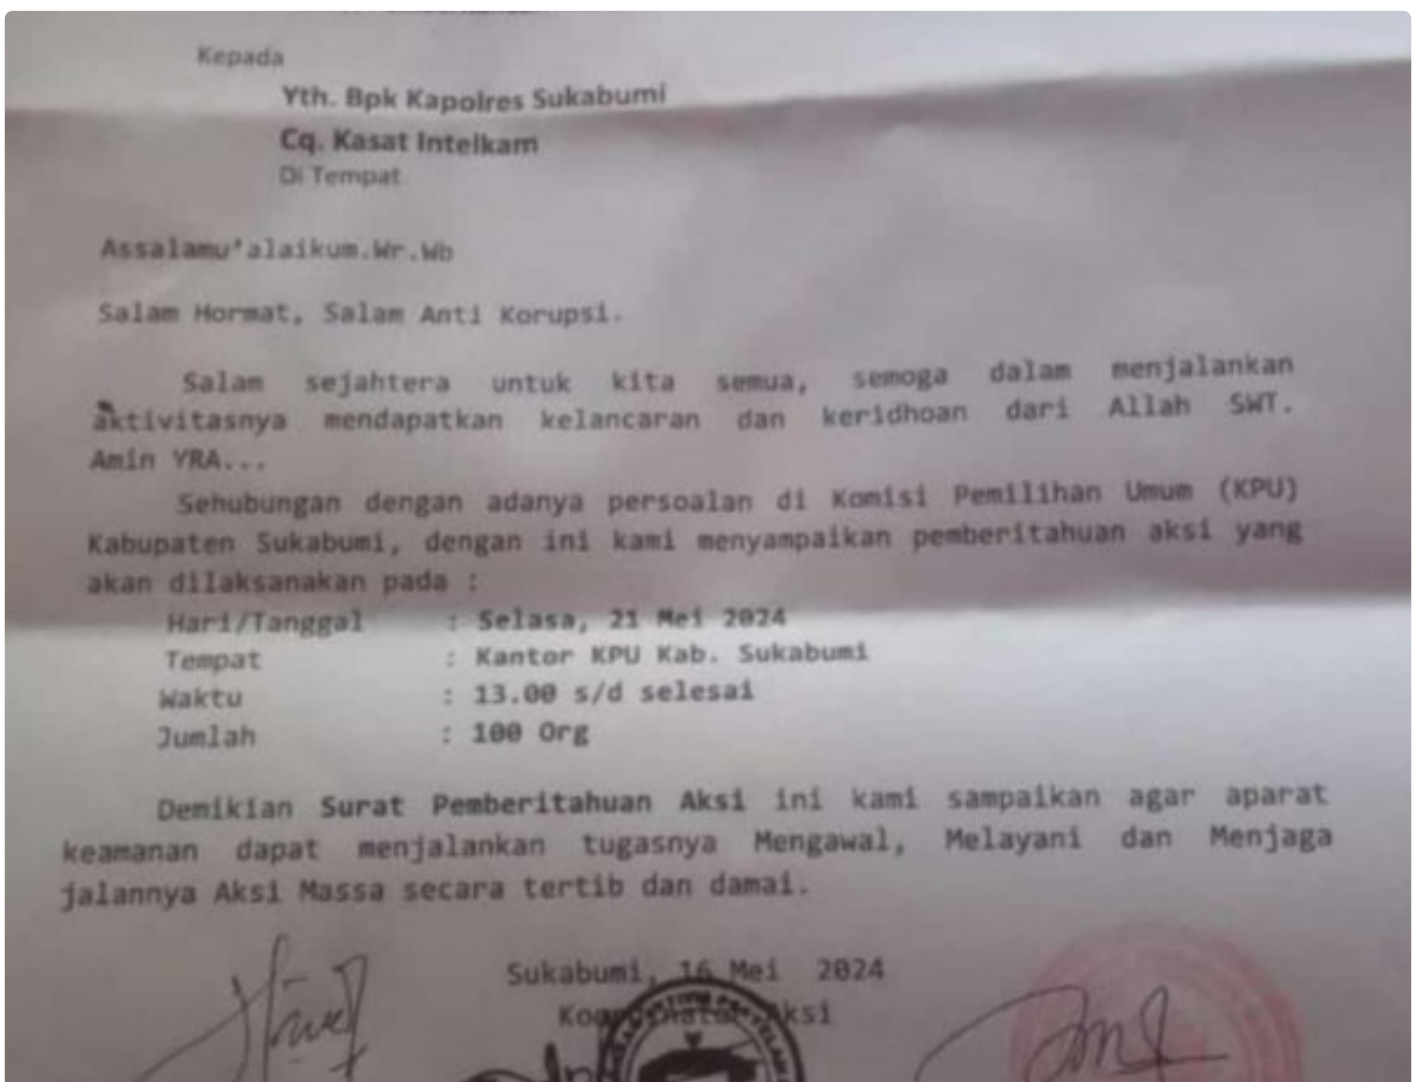 Kepada
Yth. Bpk Kapolres Sukabumi
Cq. Kasat Intelkam
Di Tempat
Assalamu'alaikum.Wr.Wb
Salam Hormat, Salam Anti Korupsi.
Salam sejahtera untuk kita semua, semoga dalam menjalankan
aktivitasnya mendapatkan kelancaran dan keridhoan dari Allah SWT.
Amin YRA...
Sehubungan dengan adanya persoalan di Komisi Pemilihan Umum (KPU)
Kabupaten Sukabumi, dengan ini kami menyampaikan pemberitahuan aksi yang
akan dilaksanakan pada :
Hari/Tanggal : Selasa, 21 Mei 2024
Tempat : Kantor KPU Kab. Sukabumi
Waktu : 13.00 s/d selesai
Jumlah : 100 Org
Demikian Surat Pemberitahuan Aksi ini kami sampaikan agar aparat
keamanan dapat menjalankan tugasnya Mengawal, Melayani dan Menjaga
jalannya Aksi Massa secara tertib dan damai.
Sukabumi, 16 Mei 2024
Aksi